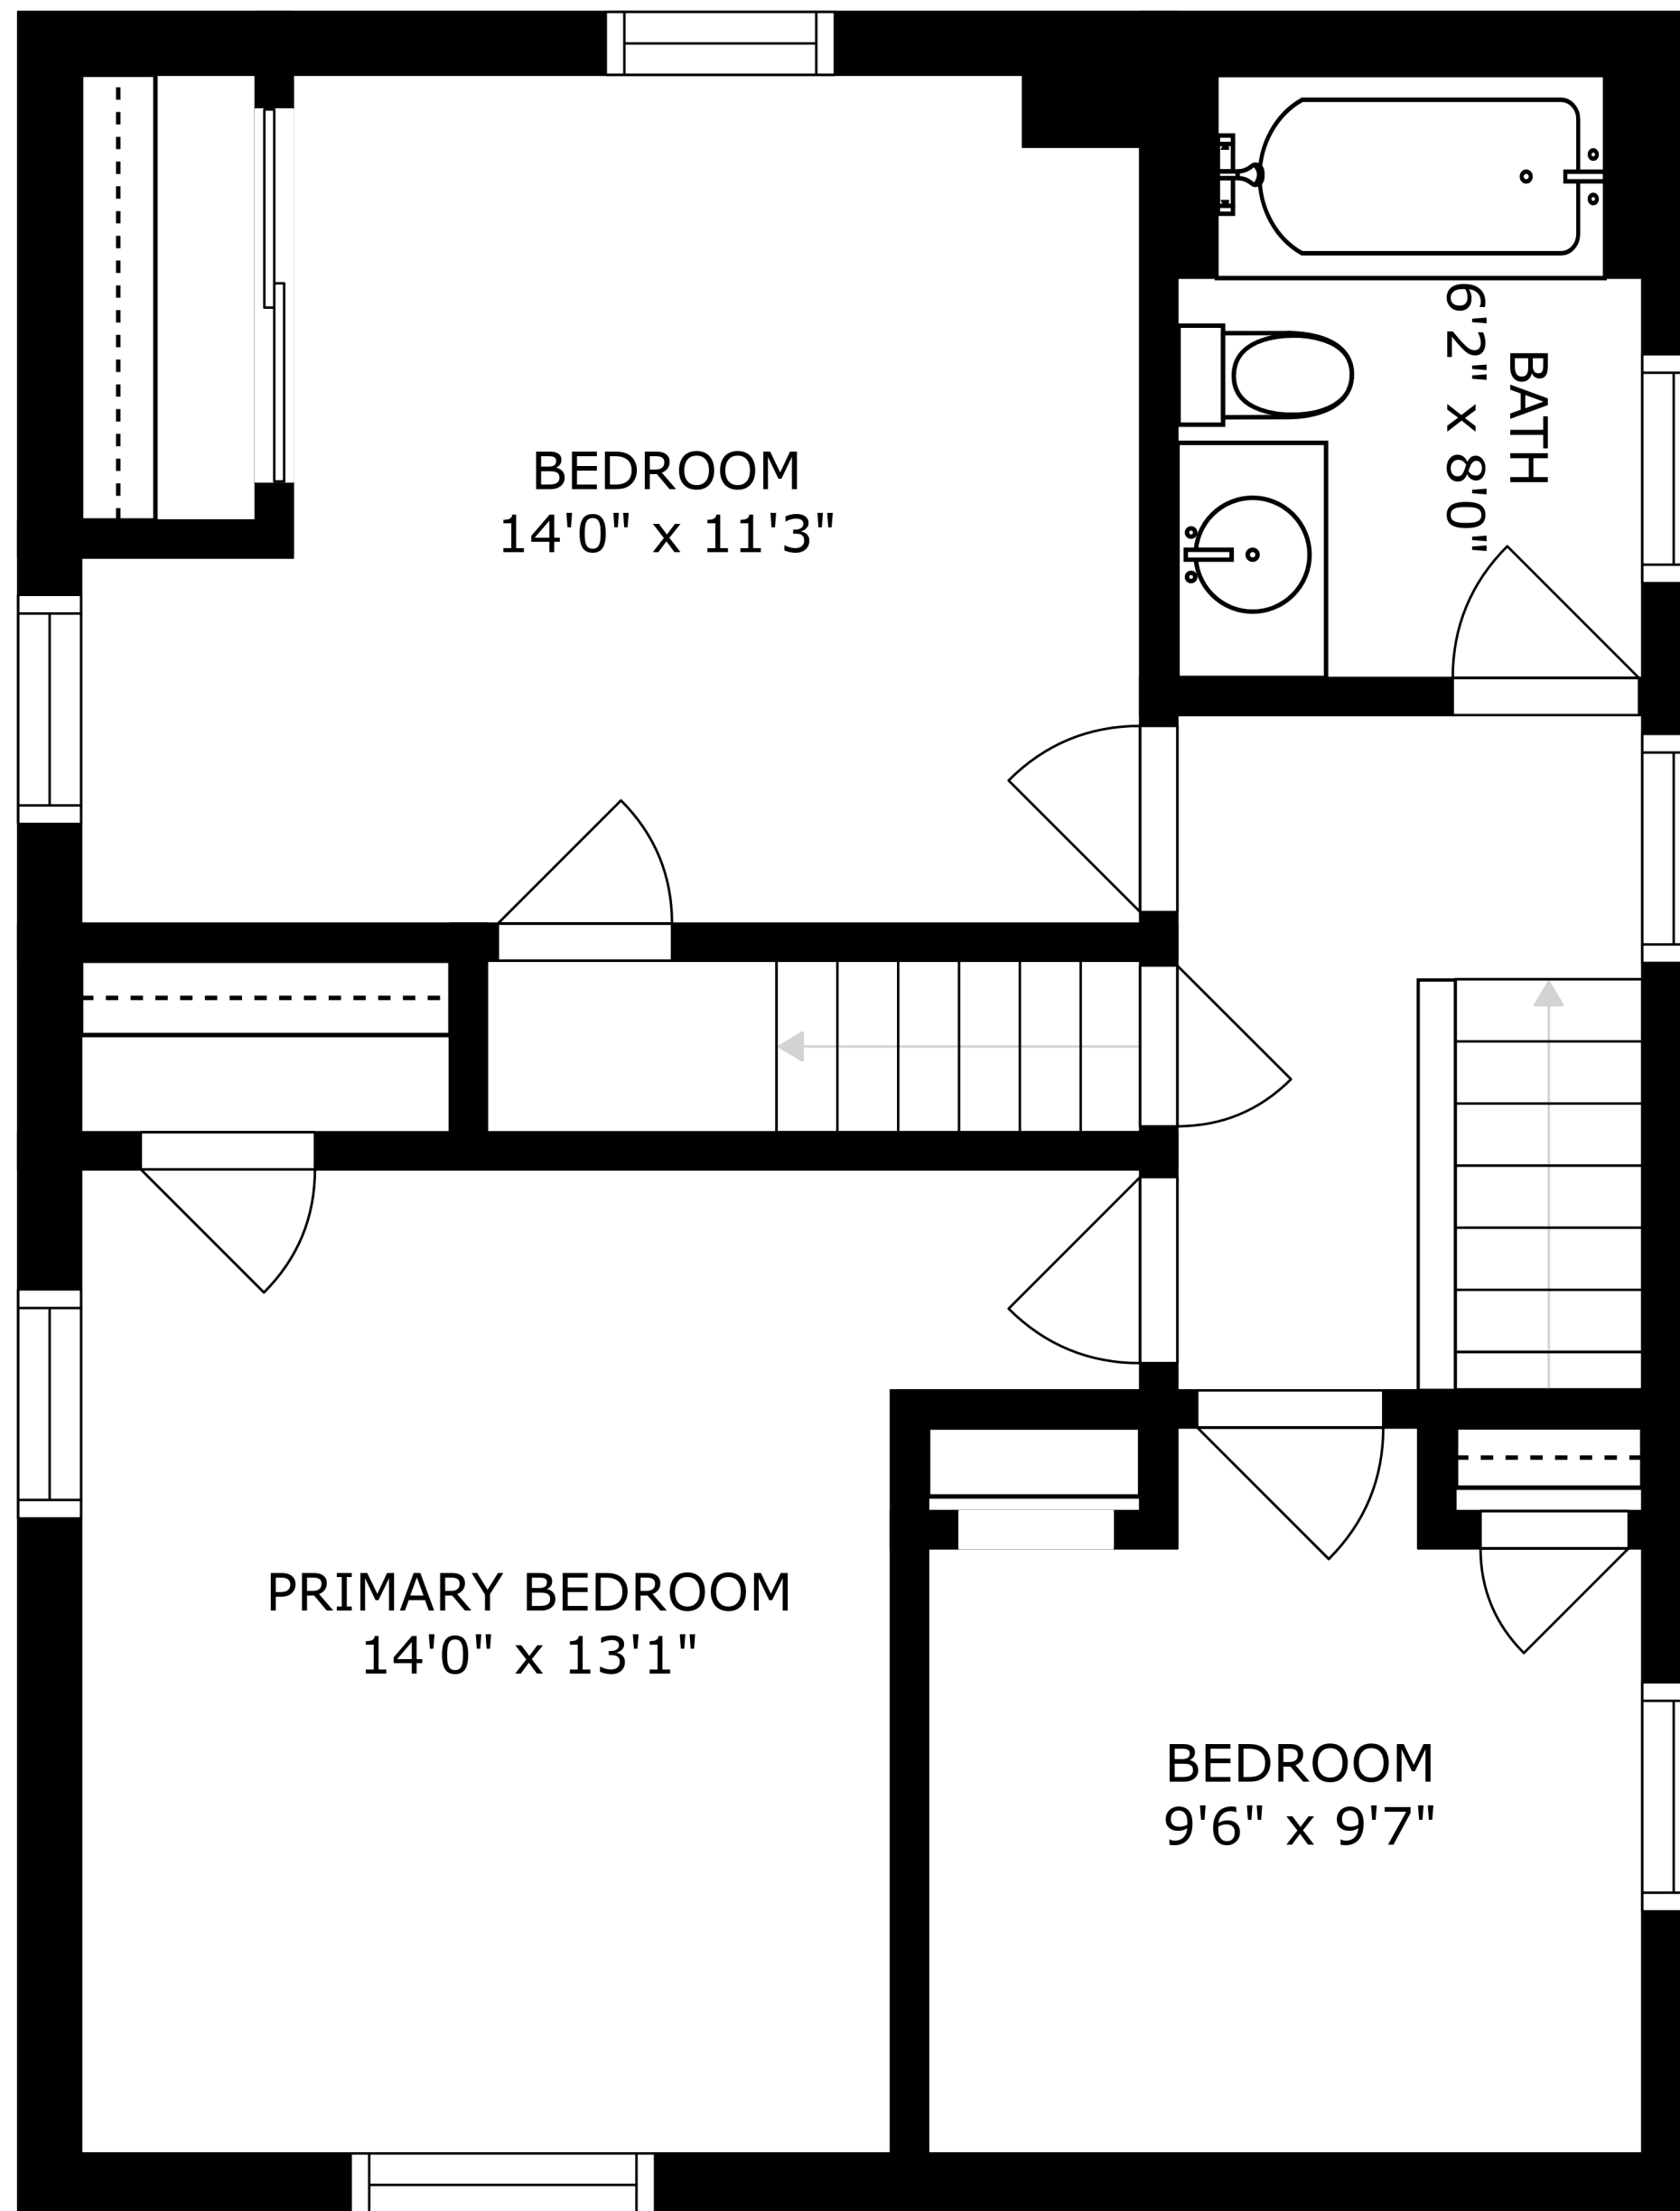 BEDROOM
14'0" x 11'3"
BATH
6'2" x 8'0"
PRIMARY BEDROOM
14'0" x 13'1"
BEDROOM
9'6" x 9'7"